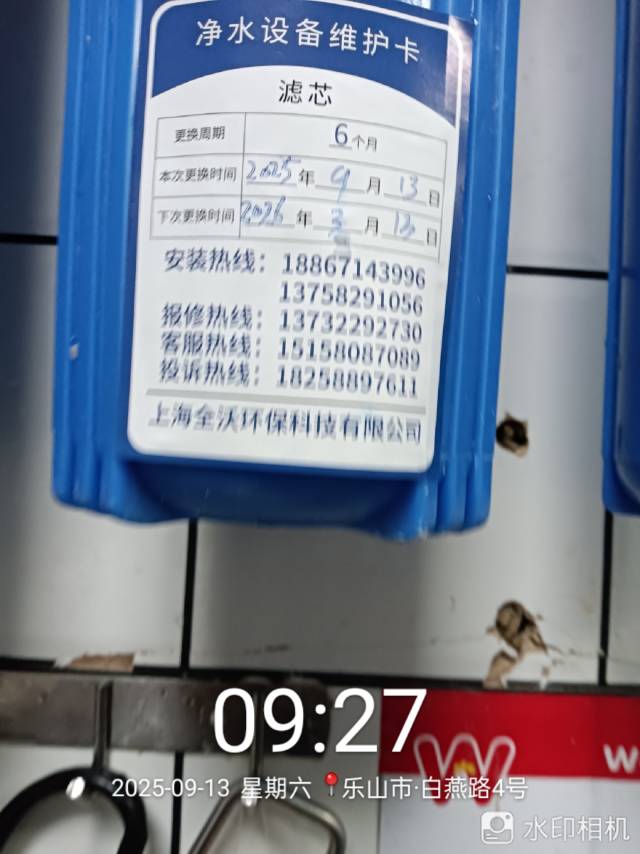 净水设备维护卡
滤芯
更换周期 6个月
本次更换时间 2025年9月13日
下次更换时间 2026年3月13日
安装热线：18867143996
13758291056
报修热线：13732292730
客服热线：15158087089
投诉热线：18258897611
上海全沃环保科技有限公司
W
09:27
2025-09-13 星期六 乐山市·白燕路4号
水印相机